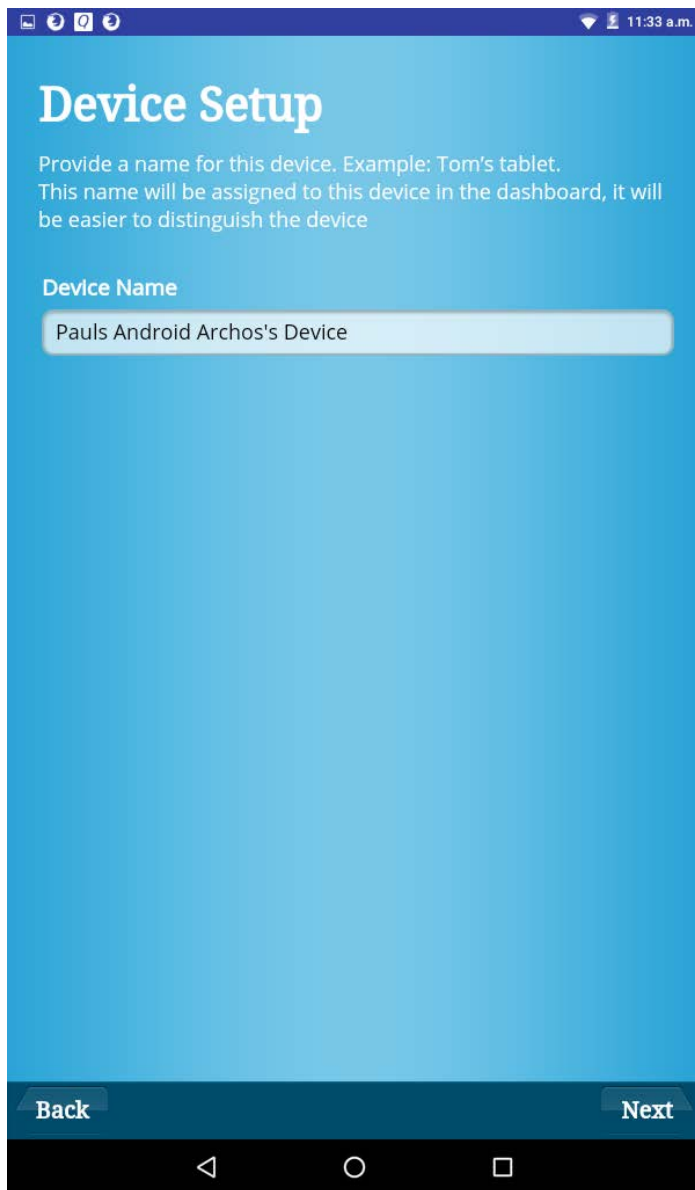 11:33 a.m.
Device Setup
Provide a name for this device. Example: Tom’s tablet.
This name will be assigned to this device in the dashboard, it will
be easier to distinguish the device
Device Name
Pauls Android Archos's Device
Back
Next